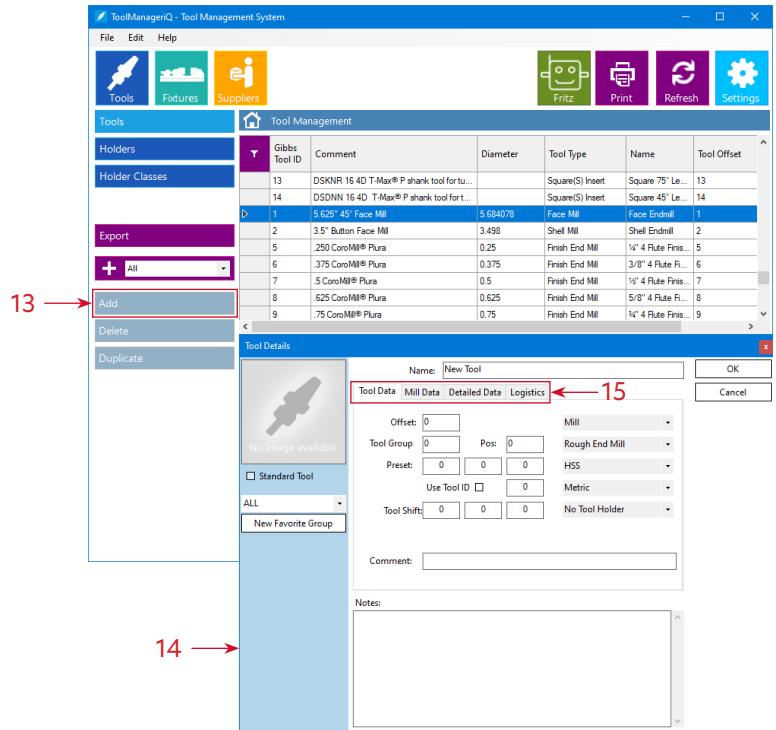 ToolManageriQ - Tool Management System
File Edit Help
Tools Fixtures Suppliers Fritz Print Refresh Settings
Tools
Holders
Holder Classes
Export
All
13
Add
Delete
Duplicate
Tool Management
Gibbs Tool ID Comment Diameter Tool Type Name Tool Offset
13 DSKNR 16 4D T-Max® P shank tool for tu... Square(S) Insert Square 75° Le... 13
14 DSDNN 16 4D T-Max® P shank tool for t... Square(S) Insert Square 45° Le... 14
1 5.625" 45° Face Mill 5.684078 Face Mill Face Endmill 1
2 3.5" Button Face Mill 3.498 Shell Mill Shell Endmill 2
5 .250 CoroMill® Plura 0.25 Finish End Mill ¼" 4 Flute Finis... 5
6 .375 CoroMill® Plura 0.375 Finish End Mill 3/8" 4 Flute Fi... 6
7 .5 CoroMill® Plura 0.5 Finish End Mill ½" 4 Flute Finis... 7
8 .625 CoroMill® Plura 0.625 Finish End Mill 5/8" 4 Flute Fi... 8
9 .75 CoroMill® Plura 0.75 Finish End Mill ¾" 4 Flute Finis... 9
Tool Details x
No image available
Standard Tool
ALL
New Favorite Group
14
Name: New Tool OK
Tool Data Mill Data Detailed Data Logistics 15 Cancel
Offset: 0 Mill
Tool Group 0 Pos: 0 Rough End Mill
Preset: 0 0 0 HSS
Use Tool ID 0 Metric
Tool Shift: 0 0 0 No Tool Holder
Comment:
Notes: